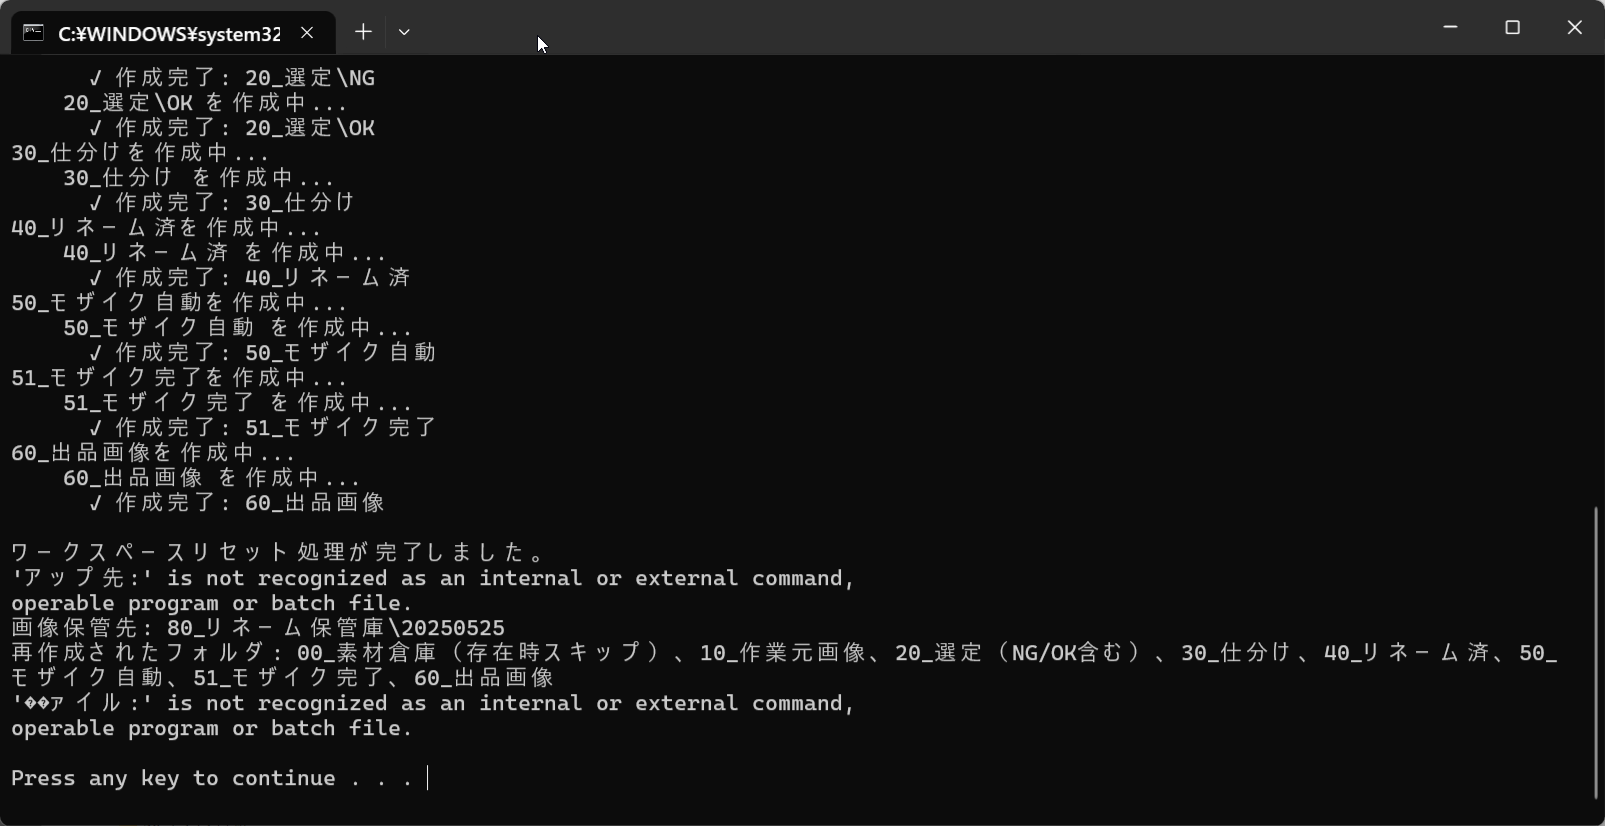 C:¥WINDOWS¥system32
✓ 作成完了: 20_選定\NG
20_選定\OK を作成中...
✓ 作成完了: 20_選定\OK
30_仕分けを作成中...
30_仕分け を作成中...
✓ 作成完了: 30_仕分け
40_リネーム済を作成中...
40_リネーム済 を作成中...
✓ 作成完了: 40_リネーム済
50_モザイク自動を作成中...
50_モザイク自動 を作成中...
✓ 作成完了: 50_モザイク自動
51_モザイク完了を作成中...
51_モザイク完了 を作成中...
✓ 作成完了: 51_モザイク完了
60_出品画像を作成中...
60_出品画像 を作成中...
✓ 作成完了: 60_出品画像
ワークスペースリセット処理が完了しました。
'アップ先:' is not recognized as an internal or external command,
operable program or batch file.
画像保管先: 80_リネーム保管庫\20250525
再作成されたフォルダ: 00_素材倉庫（存在時スキップ）、10_作業元画像、20_選定（NG/OK含む）、30_仕分け、40_リネーム済、50_
モザイク自動、51_モザイク完了、60_出品画像
'��ァイル:' is not recognized as an internal or external command,
operable program or batch file.
Press any key to continue . . .